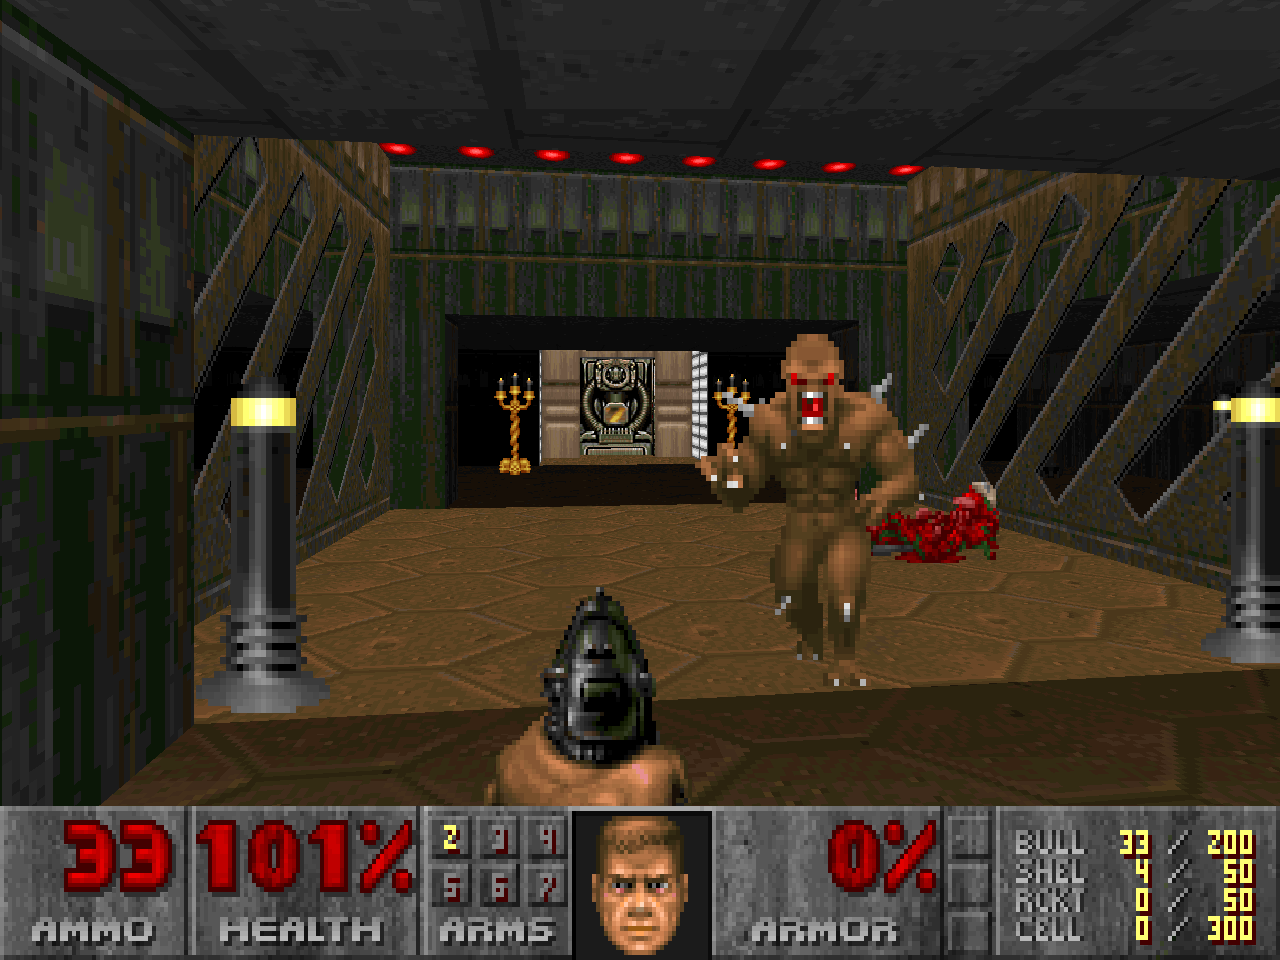 33 101% 2 3 4 0% BULL 33 / 200
5 6 7 SHEL 4 / 50
RCKT 0 / 50
AMMO HEALTH ARMS ARMOR CELL 0 / 300